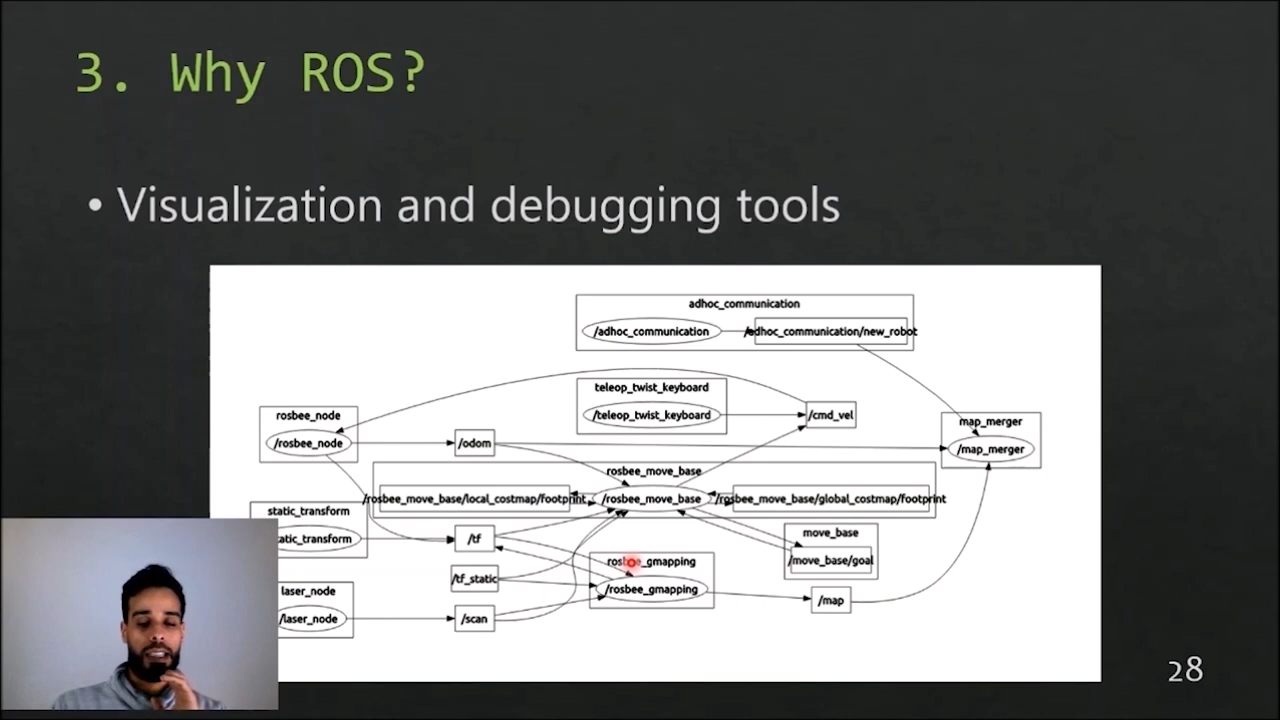 3. Why ROS?
• Visualization and debugging tools
adhoc_communication
/adhoc_communication
/adhoc_communication/new_robot
teleop_twist_keyboard
/teleop_twist_keyboard
/cmd_vel
rosbee_node
/rosbee_node
/odom
map_merger
/map_merger
rosbee_move_base
/rosbee_move_base/local_costmap/footprint
/rosbee_move_base
/rosbee_move_base/global_costmap/footprint
static_transform
tatic_transform
/tf
move_base
/move_base/goal
rosbee_gmapping
/rosbee_gmapping
/tf_static
/map
laser_node
/laser_node
/scan
28